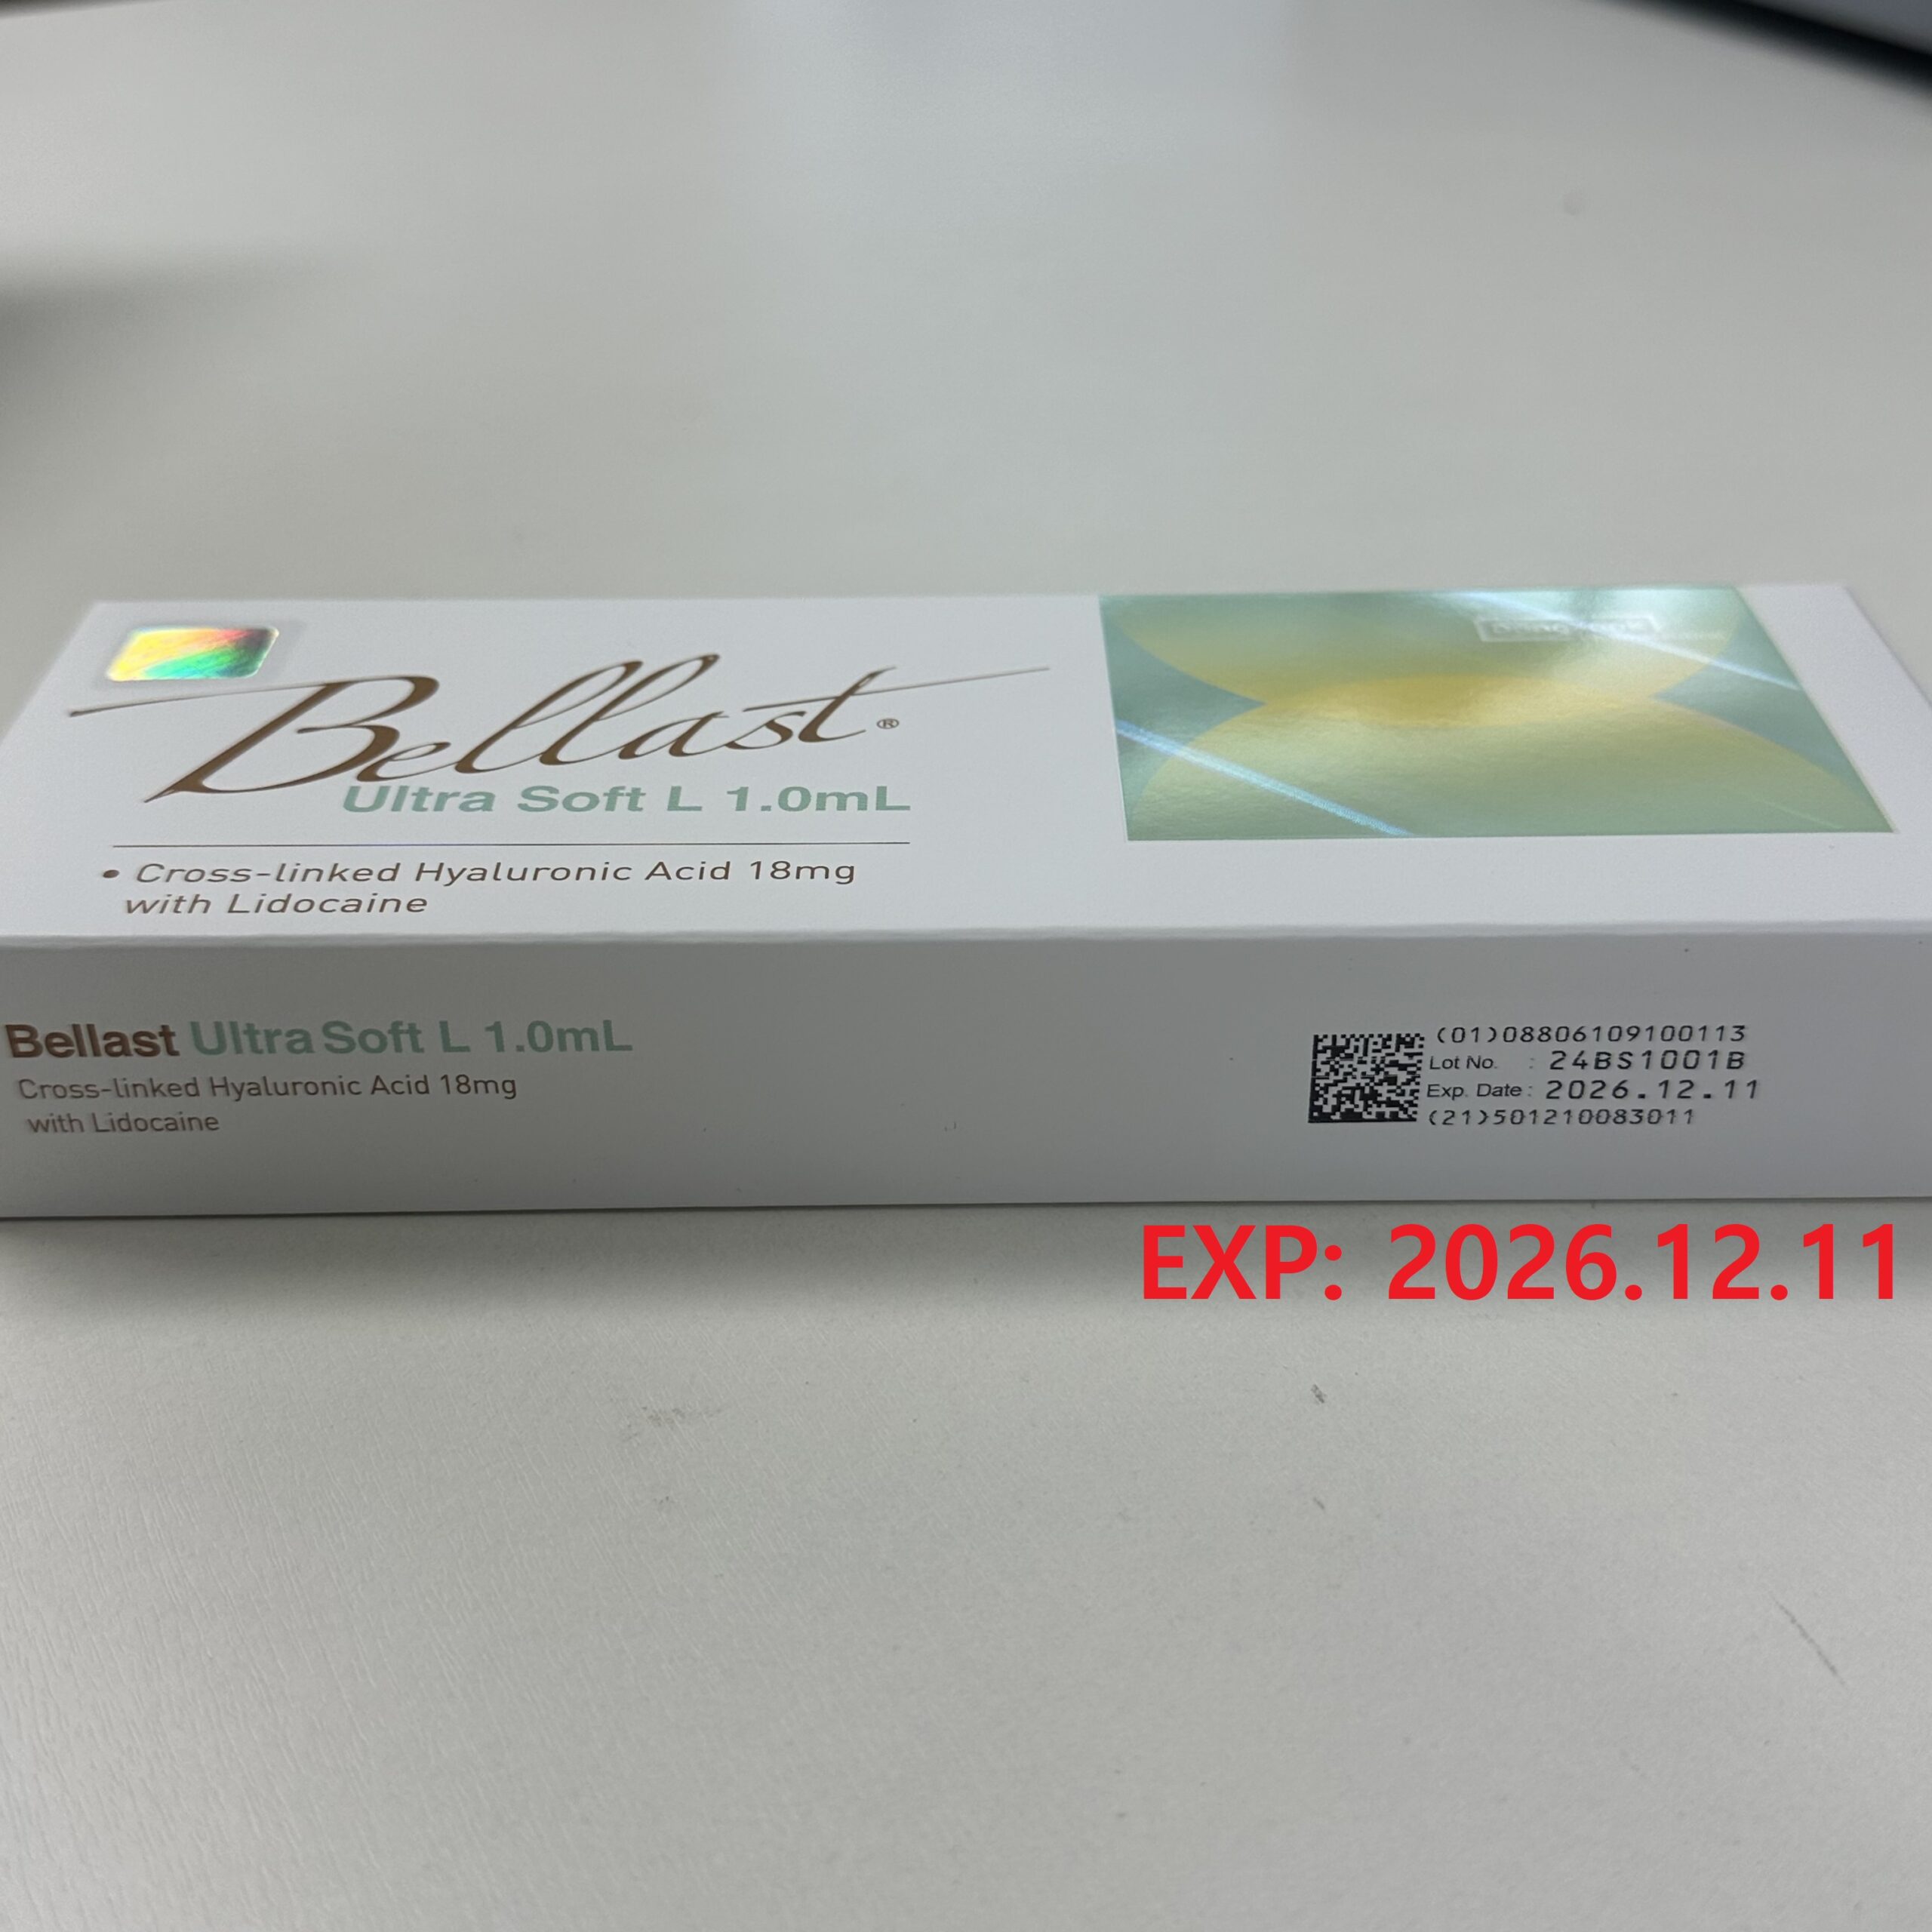 Bellast®
Ultra Soft L 1.0mL
• Cross-linked Hyaluronic Acid 18mg
with Lidocaine
Bellast Ultra Soft L 1.0mL
Cross-linked Hyaluronic Acid 18mg
with Lidocaine
(01)08806109100113
Lot No. : 24BS1001B
Exp. Date : 2026.12.11
(21)501210083011
EXP: 2026.12.11